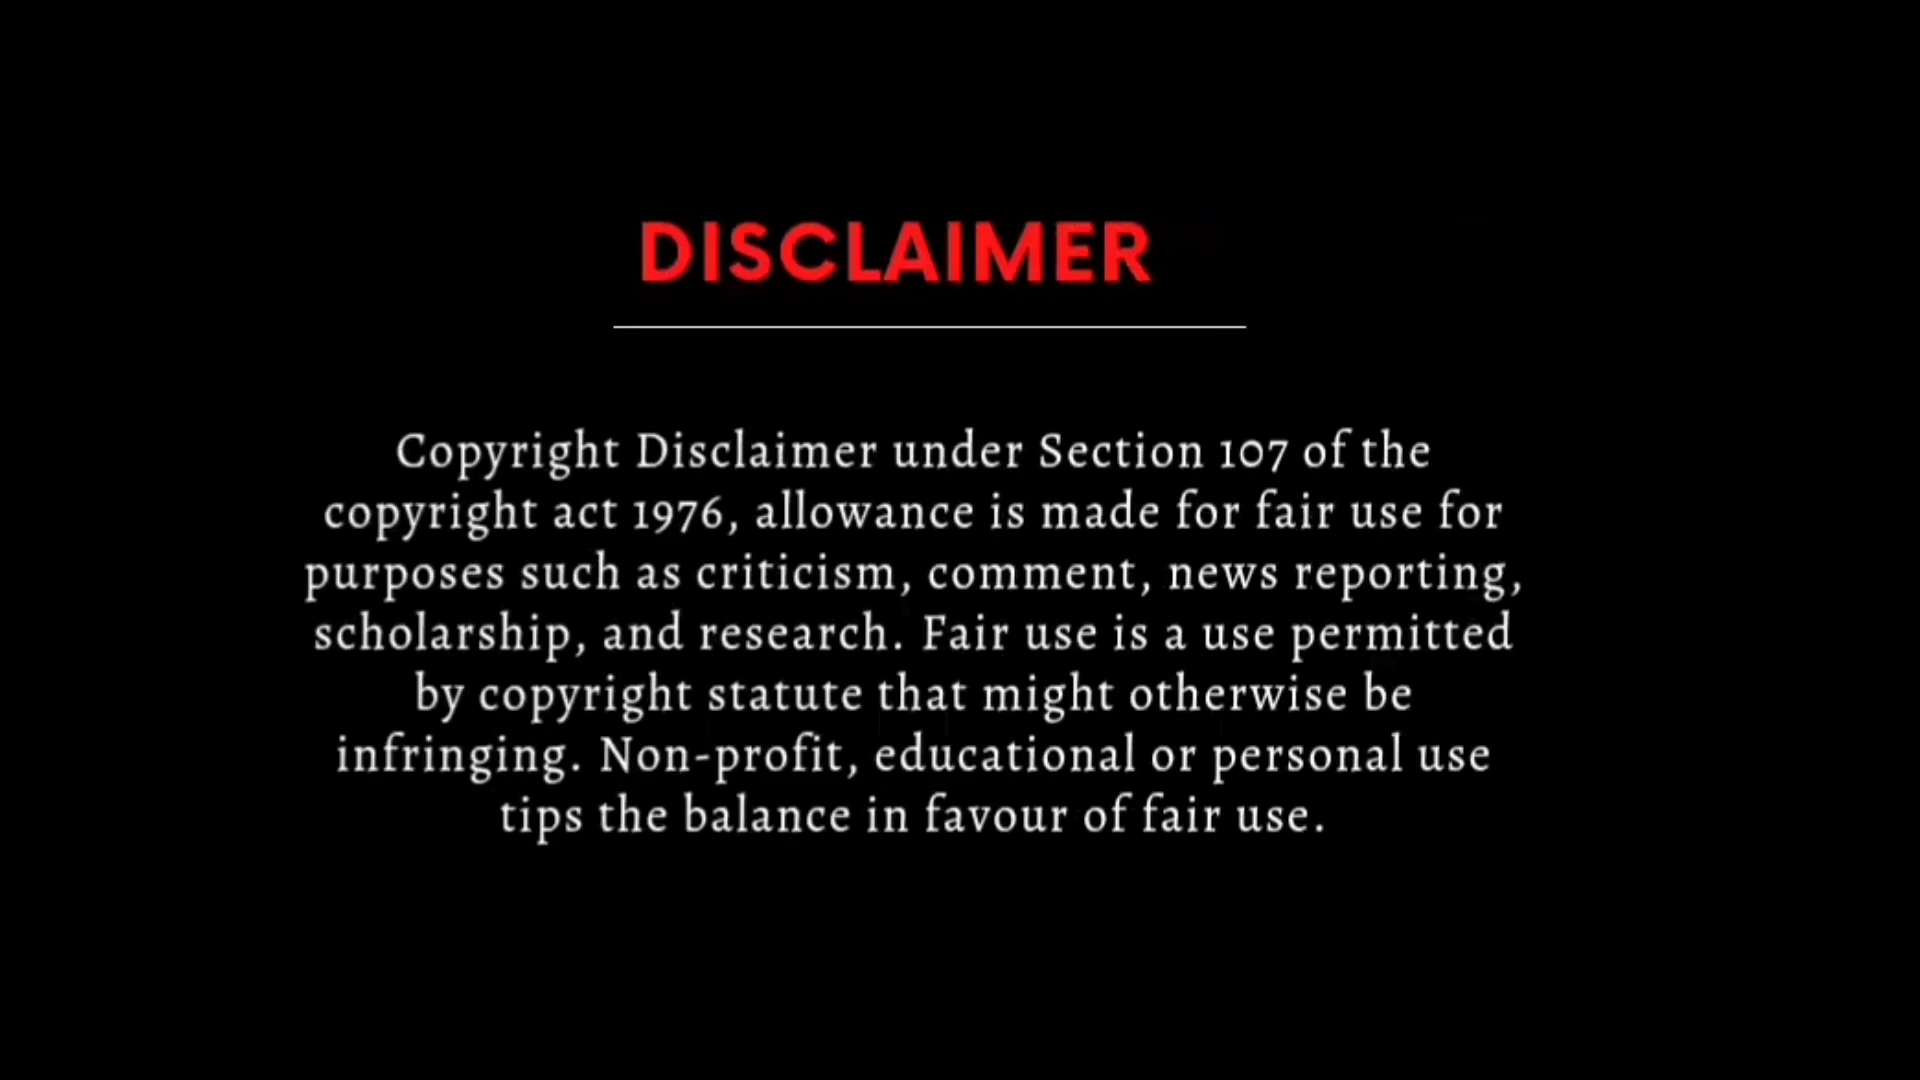 DISCLAIMER
Copyright Disclaimer under Section 107 of the
copyright act 1976, allowance is made for fair use for
purposes such as criticism, comment, news reporting,
scholarship, and research. Fair use is a use permitted
by copyright statute that might otherwise be
infringing. Non-profit, educational or personal use
tips the balance in favour of fair use.